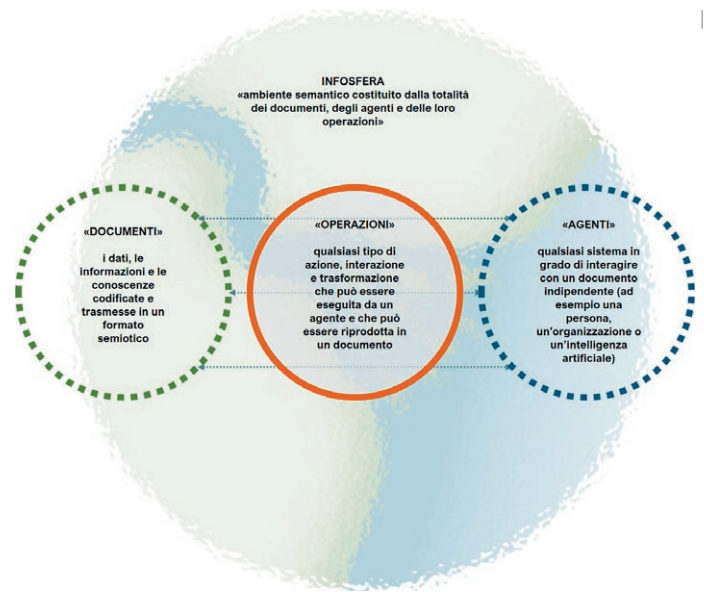 INFOSFERA
«ambiente semantico costituito dalla totalità
dei documenti, degli agenti e delle loro
operazioni»
«DOCUMENTI»
i dati, le
informazioni e le
conoscenze
codificate e
trasmesse in un
formato
semiotico
«OPERAZIONI»
qualsiasi tipo di
azione, interazione
e trasformazione
che può essere
eseguita da un
agente e che può
essere riprodotta in
un documento
«AGENTI»
qualsiasi sistema in
grado di interagire
con un documento
indipendente (ad
esempio una
persona,
un'organizzazione o
un'intelligenza
artificiale)